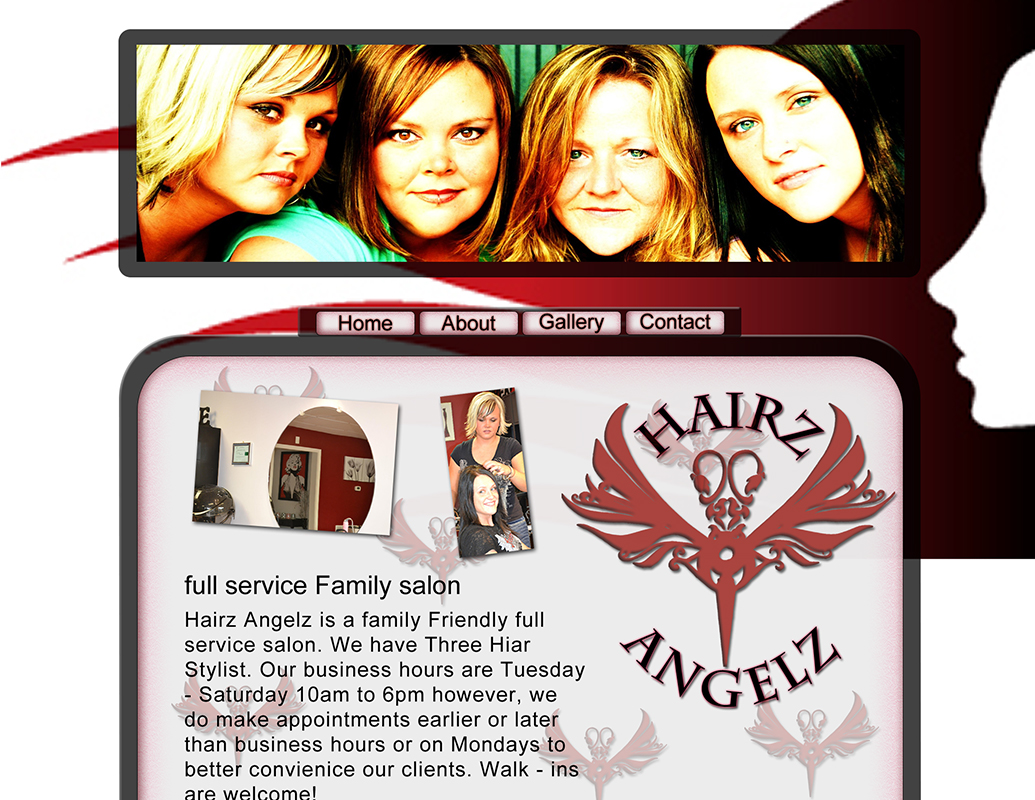 Home
About
Gallery
Contact
HAIRZ
ANGELZ
full service Family salon
Hairz Angelz is a family Friendly full
service salon. We have Three Hiar
Stylist. Our business hours are Tuesday
- Saturday 10am to 6pm however, we
do make appointments earlier or later
than business hours or on Mondays to
better convienice our clients. Walk - ins
are welcome!